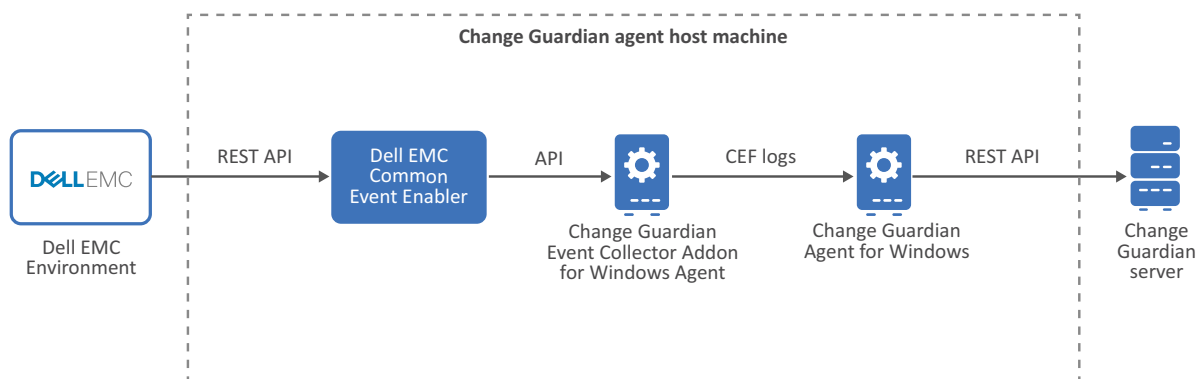 Change Guardian agent host machine
REST API
Dell EMC
Common
Event Enabler
API
CEF logs
REST API
DELLEMC
Dell EMC
Environment
Change Guardian
Event Collector Addon
for Windows Agent
Change Guardian
Agent for Windows
Change
Guardian
server